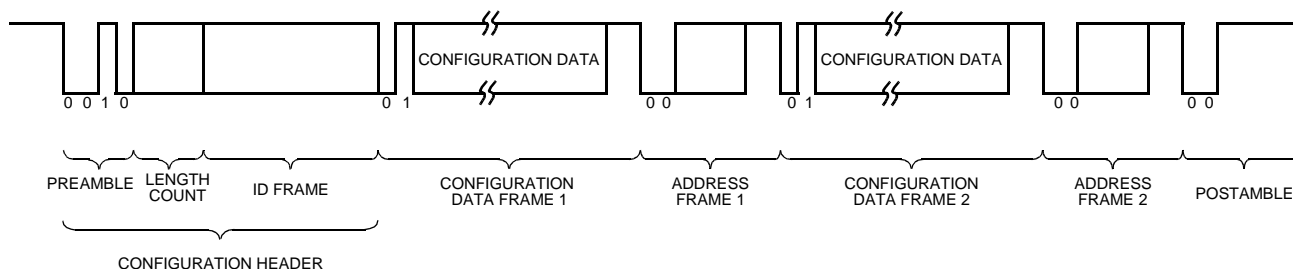 CONFIGURATION DATA CONFIGURATION DATA
0 0 1 0 0 1 0 0 0 1 0 0 0 0
PREAMBLE LENGTH COUNT ID FRAME CONFIGURATION DATA FRAME 1 ADDRESS FRAME 1 CONFIGURATION DATA FRAME 2 ADDRESS FRAME 2 POSTAMBLE
CONFIGURATION HEADER